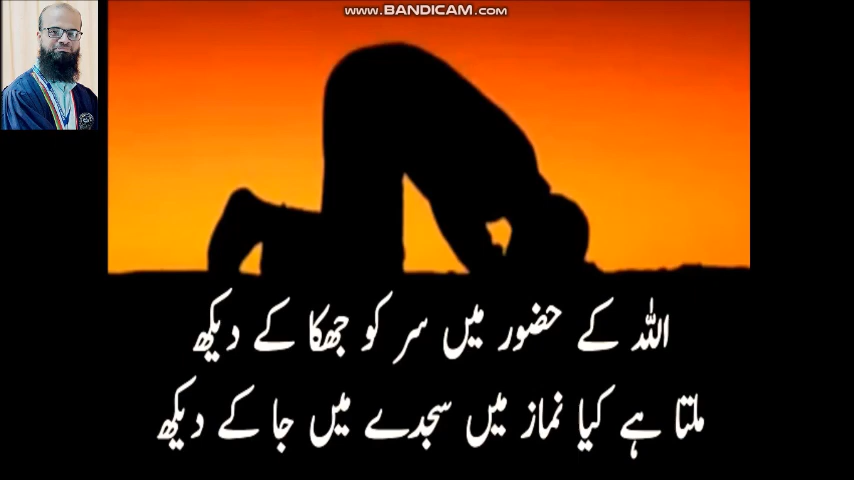 www.BANDICAM.com
اللہ کے حضور میں سر کو جھکا کے دیکھ
ملتا ہے کیا نماز میں سجدے میں جا کے دیکھ